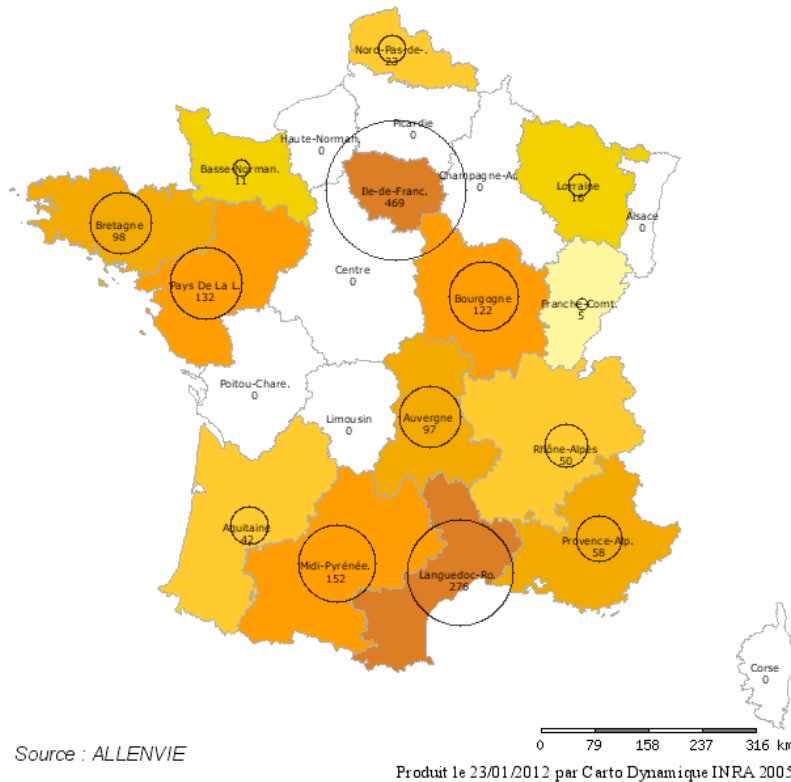 Nord-Pas-de-.
23
Picardie
0
Haute-Norman.
0
Basse-Norman.
11
Ile-de-Franc.
469
Champagne-Ar.
0
Lorraine
16
Alsace
0
Bretagne
98
Pays De La L.
132
Centre
0
Bourgogne
122
Franche-Comt.
5
Poitou-Chare.
0
Limousin
0
Auvergne
97
Rhône-Alpes
50
Aquitaine
42
Midi-Pyrénée.
152
Languedoc-Ro.
276
Provence-Alp.
58
Corse
0
0 79 158 237 316 km
Source : ALLENVIE
Produit le 23/01/2012 par Carto Dynamique INRA 2005